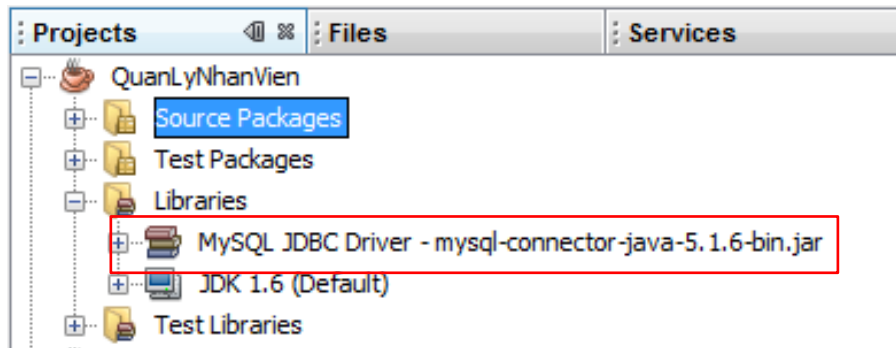 Projects Files Services
QuanLyNhanVien
Source Packages
Test Packages
Libraries
MySQL JDBC Driver - mysql-connector-java-5.1.6-bin.jar
JDK 1.6 (Default)
Test Libraries